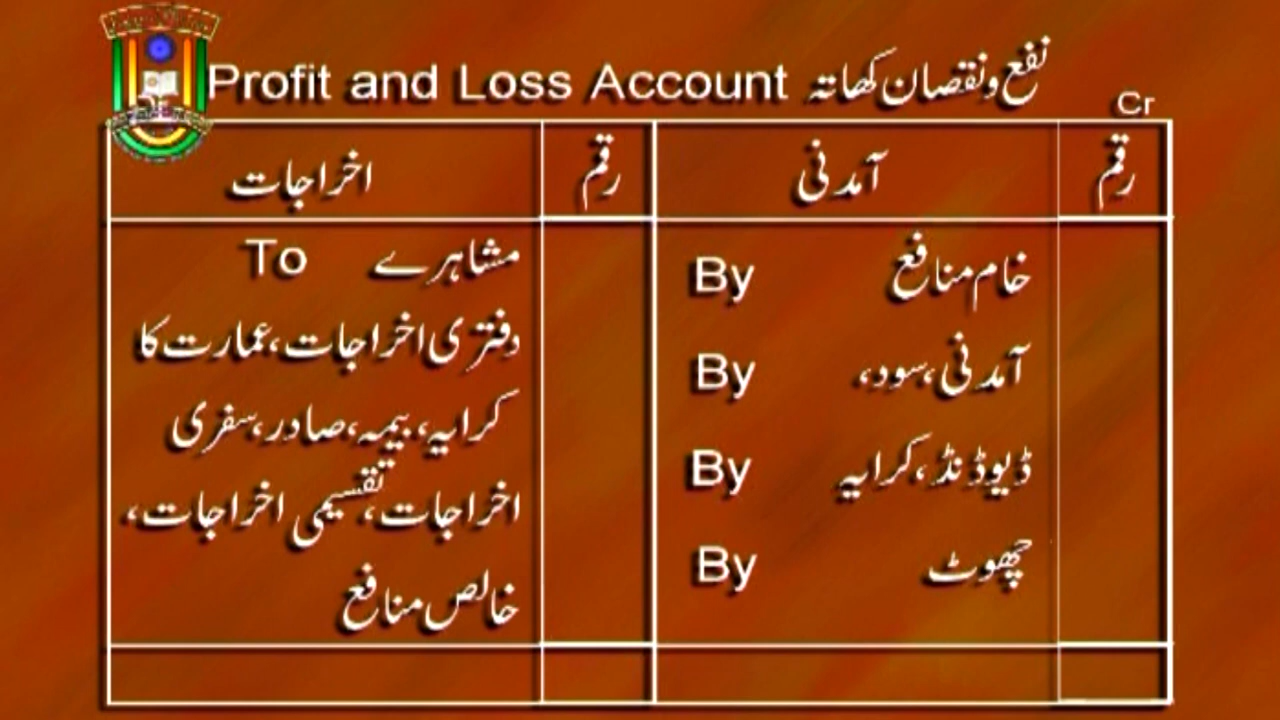 Profit and Loss Account نفع و نقصان کھاتہ
Cr
اخراجات رقم آمدنی رقم
To مشاہرے
دفتری اخراجات، عمارت کا
کرایہ، بیمہ، صادر، سفری
اخراجات، تقسیمی اخراجات،
خالص منافع
By خام منافع
By آمدنی، سود،
By ڈیوڈنڈ، کرایہ
By چھوٹ